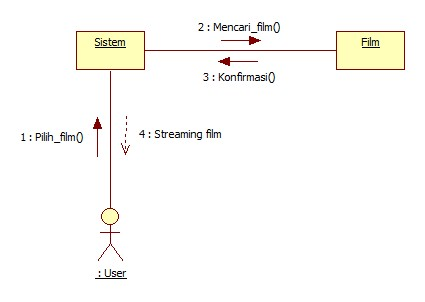 2 : Mencari_film()
Sistem
Film
3 : Konfirmasi()
1 : Pilih_film()
4 : Streaming film
: User